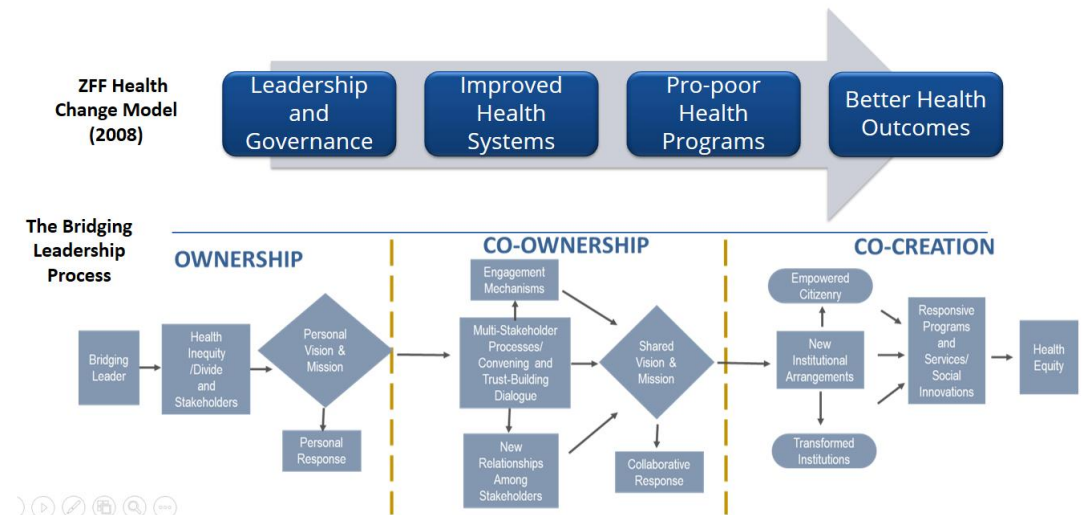 ZFF Health
Change Model
(2008)
Leadership
and
Governance
Improved
Health
Systems
Pro-poor
Health
Programs
Better Health
Outcomes
The Bridging
Leadership
Process
OWNERSHIP
CO-OWNERSHIP
CO-CREATION
Bridging
Leader
Health
Inequity
/Divide
and
Stakeholders
Personal
Vision &
Mission
Personal
Response
Engagement
Mechanisms
Multi-Stakeholder
Processes/
Convening and
Trust-Building
Dialogue
New
Relationships
Among
Stakeholders
Shared
Vision &
Mission
Collaborative
Response
Empowered
Citizenry
New
Institutional
Arrangements
Transformed
Institutions
Responsive
Programs
and
Services/
Social
Innovations
Health
Equity